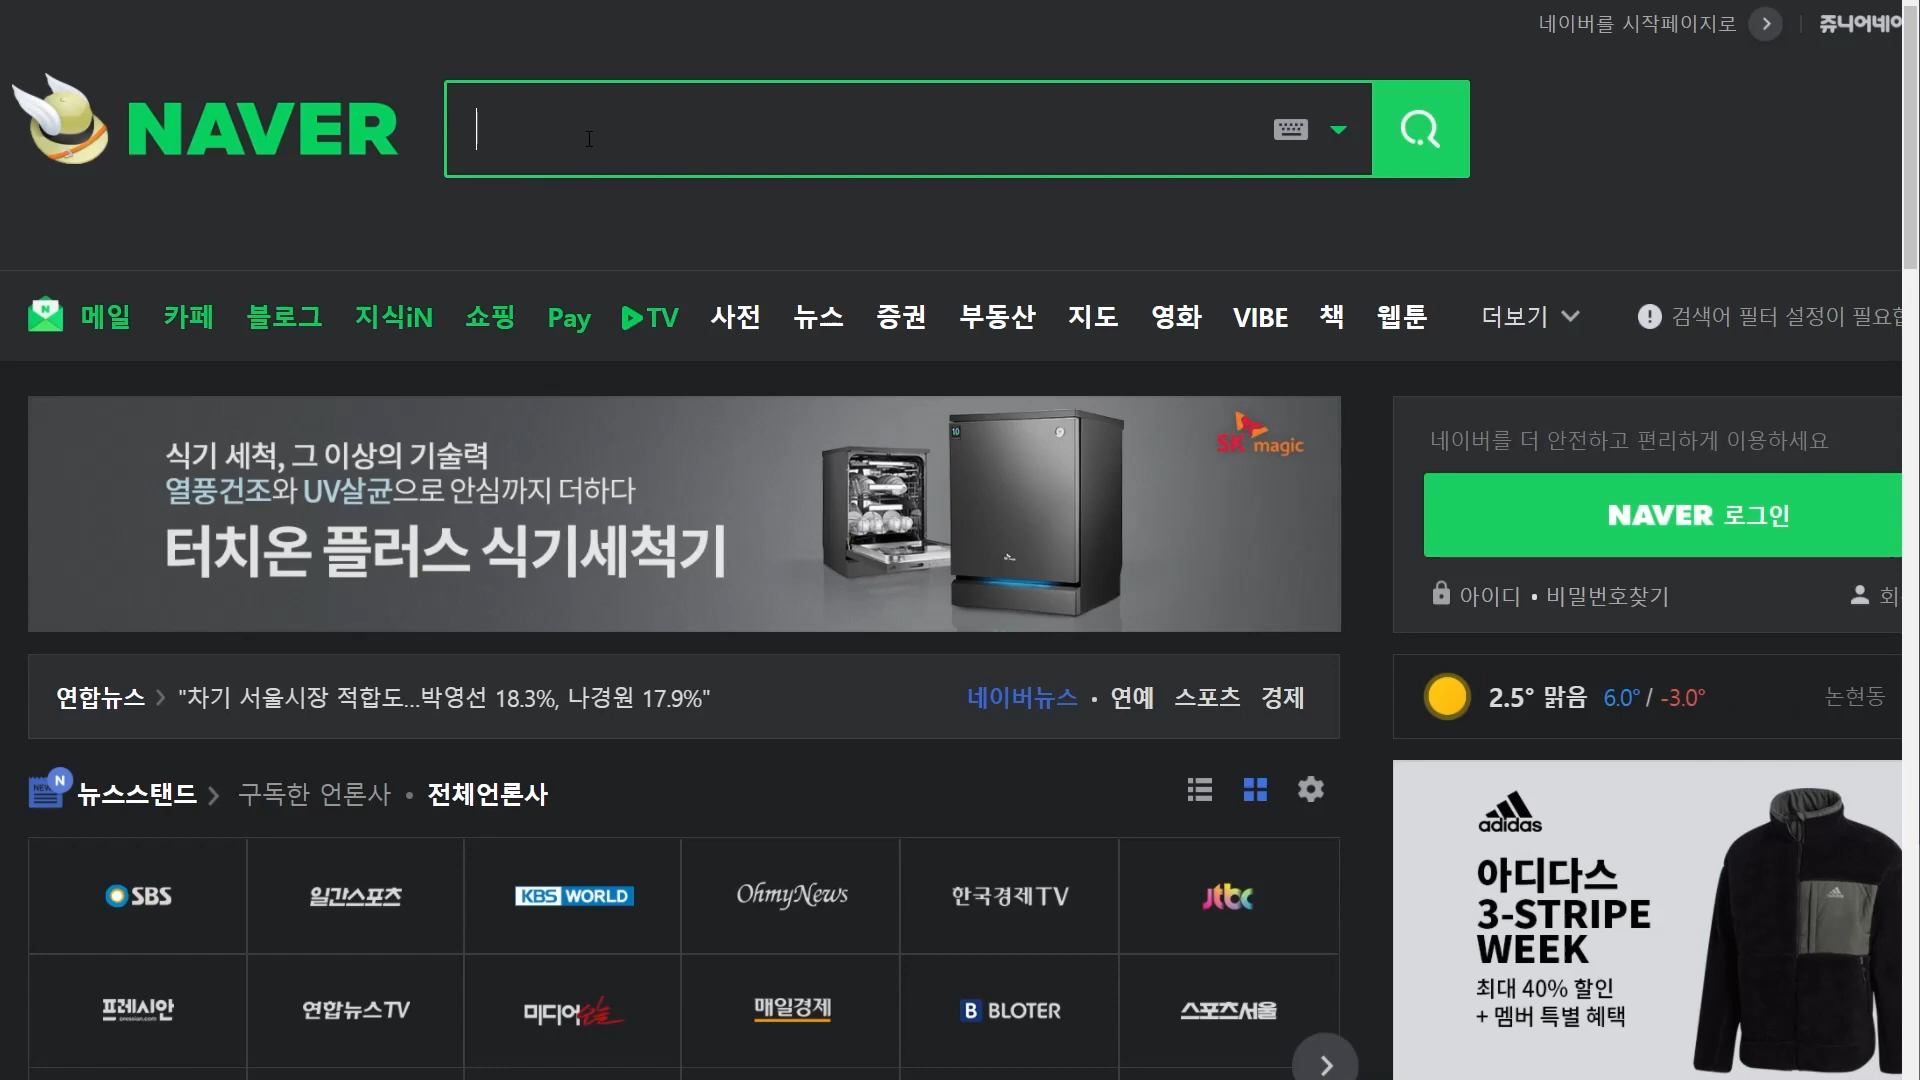 네이버를 시작페이지로
쥬니어네이
NAVER
메일 카페 블로그 지식iN 쇼핑 Pay TV 사전 뉴스 증권 부동산 지도 영화 VIBE 책 웹툰 더보기
검색어 필터 설정이 필요합
식기 세척, 그 이상의 기술력
열풍건조와 UV살균으로 안심까지 더하다
터치온 플러스 식기세척기
SK magic
네이버를 더 안전하고 편리하게 이용하세요
NAVER 로그인
아이디 • 비밀번호찾기
회
연합뉴스 > "차기 서울시장 적합도...박영선 18.3%, 나경원 17.9%"
네이버뉴스 · 연예 스포츠 경제
2.5° 맑음 6.0° / -3.0° 논현동
뉴스스탠드 > 구독한 언론사 • 전체언론사
SBS 일간스포츠 KBS WORLD OhmyNews 한국경제TV jtbc
프레시안 연합뉴스TV 미디어오늘 매일경제 BLOTER 스포츠서울
pressian.com
adidas
아디다스
3-STRIPE
WEEK
최대 40% 할인
+ 멤버 특별 혜택